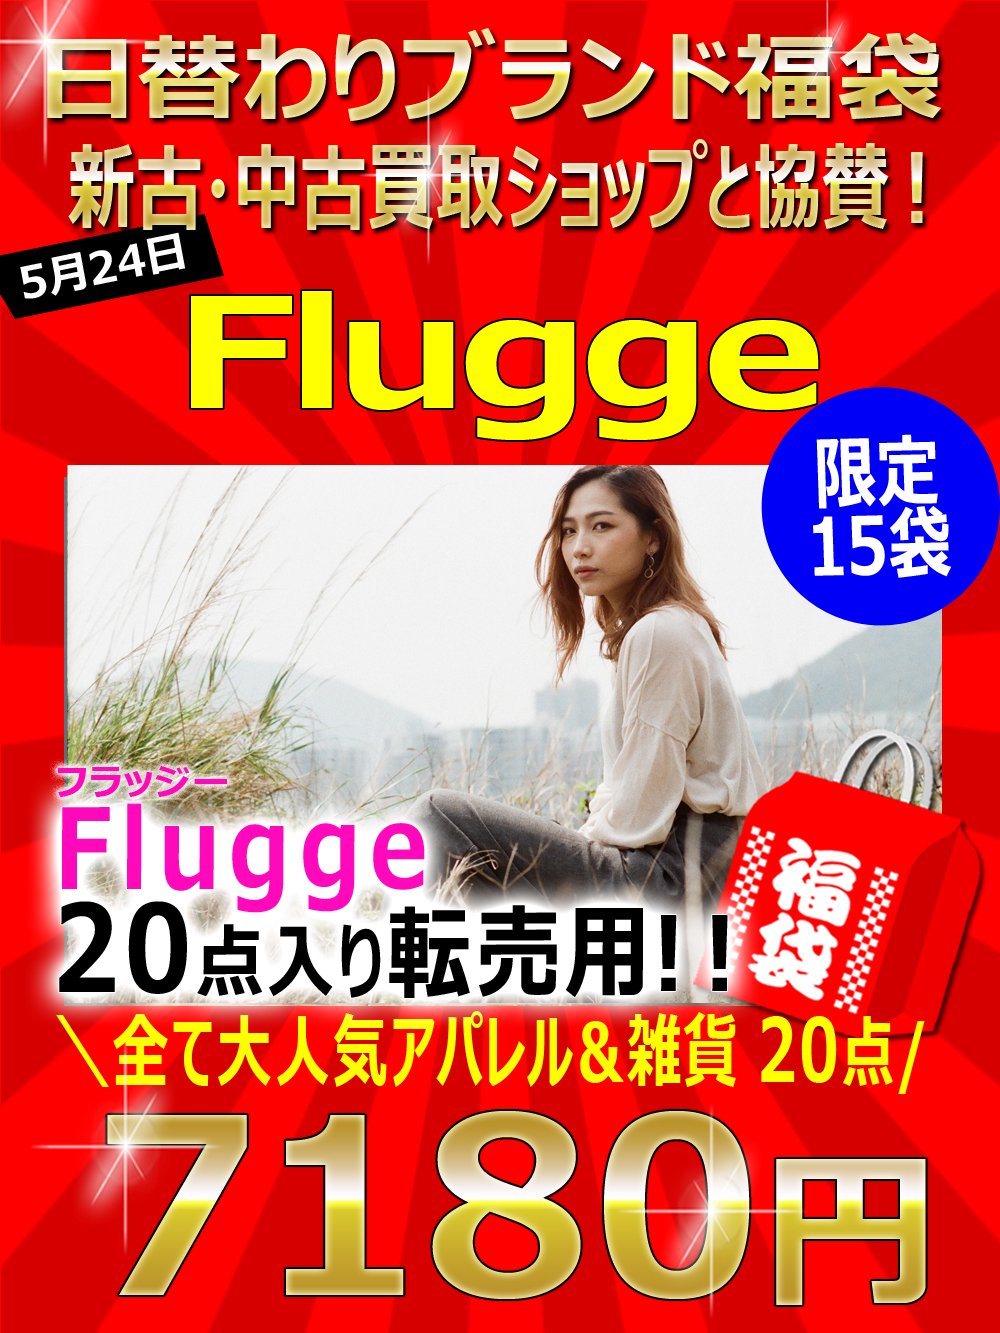 日替わりブランド福袋
新古・中古買取ショップと協賛！
5月24日
Flugge
限定
15袋
フラッジー
Flugge
20点入り転売用！！
福袋
＼全て大人気アパレル＆雑貨 20点/
7180円